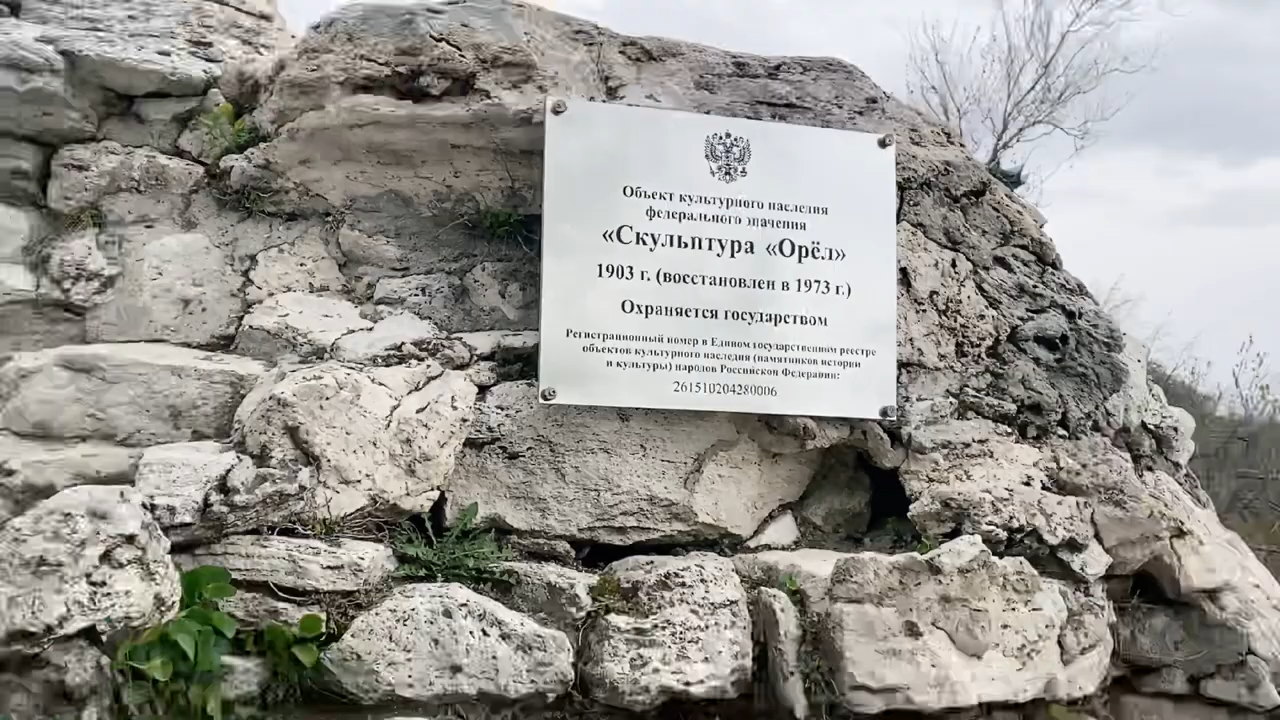 Объект культурного наследия
федерального значения
«Скульптура «Орёл»
1903 г. (восстановлен в 1973 г.)
Охраняется государством
Регистрационный номер в Едином государственном реестре
объектов культурного наследия (памятников истории
и культуры) народов Российской Федерации:
261510204280006